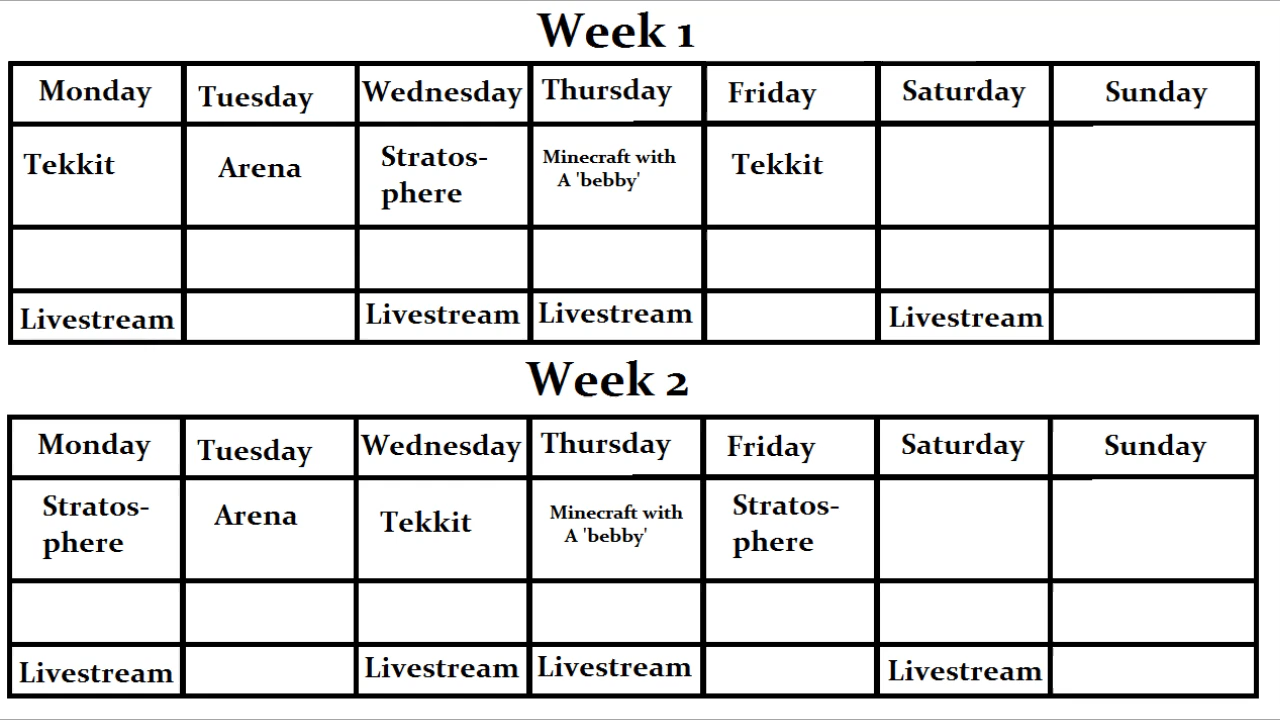 Week 1
Monday Tuesday Wednesday Thursday Friday Saturday Sunday
Tekkit Arena Stratos- Minecraft with Tekkit
phere A 'bebby'
Livestream Livestream Livestream Livestream
Week 2
Monday Tuesday Wednesday Thursday Friday Saturday Sunday
Stratos- Arena Tekkit Minecraft with Stratos-
phere A 'bebby' phere
Livestream Livestream Livestream Livestream